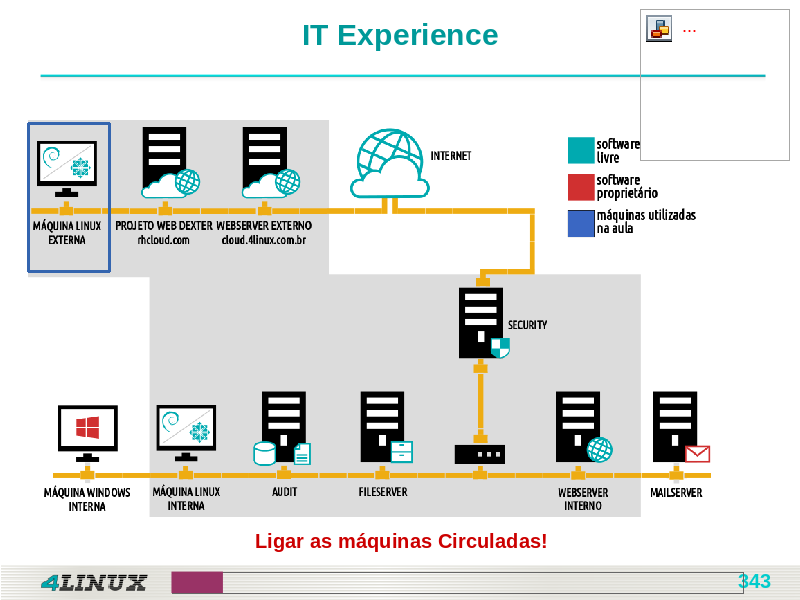 IT Experience
...
INTERNET
software
livre
software
proprietário
máquinas utilizadas
na aula
MÁQUINA LINUX
EXTERNA
PROJETO WEB DEXTER
rhcloud.com
WEBSERVER EXTERNO
cloud.4linux.com.br
SECURITY
MÁQUINA WINDOWS
INTERNA
MÁQUINA LINUX
INTERNA
AUDIT
FILESERVER
WEBSERVER
INTERNO
MAILSERVER
Ligar as máquinas Circuladas!
4LINUX
343